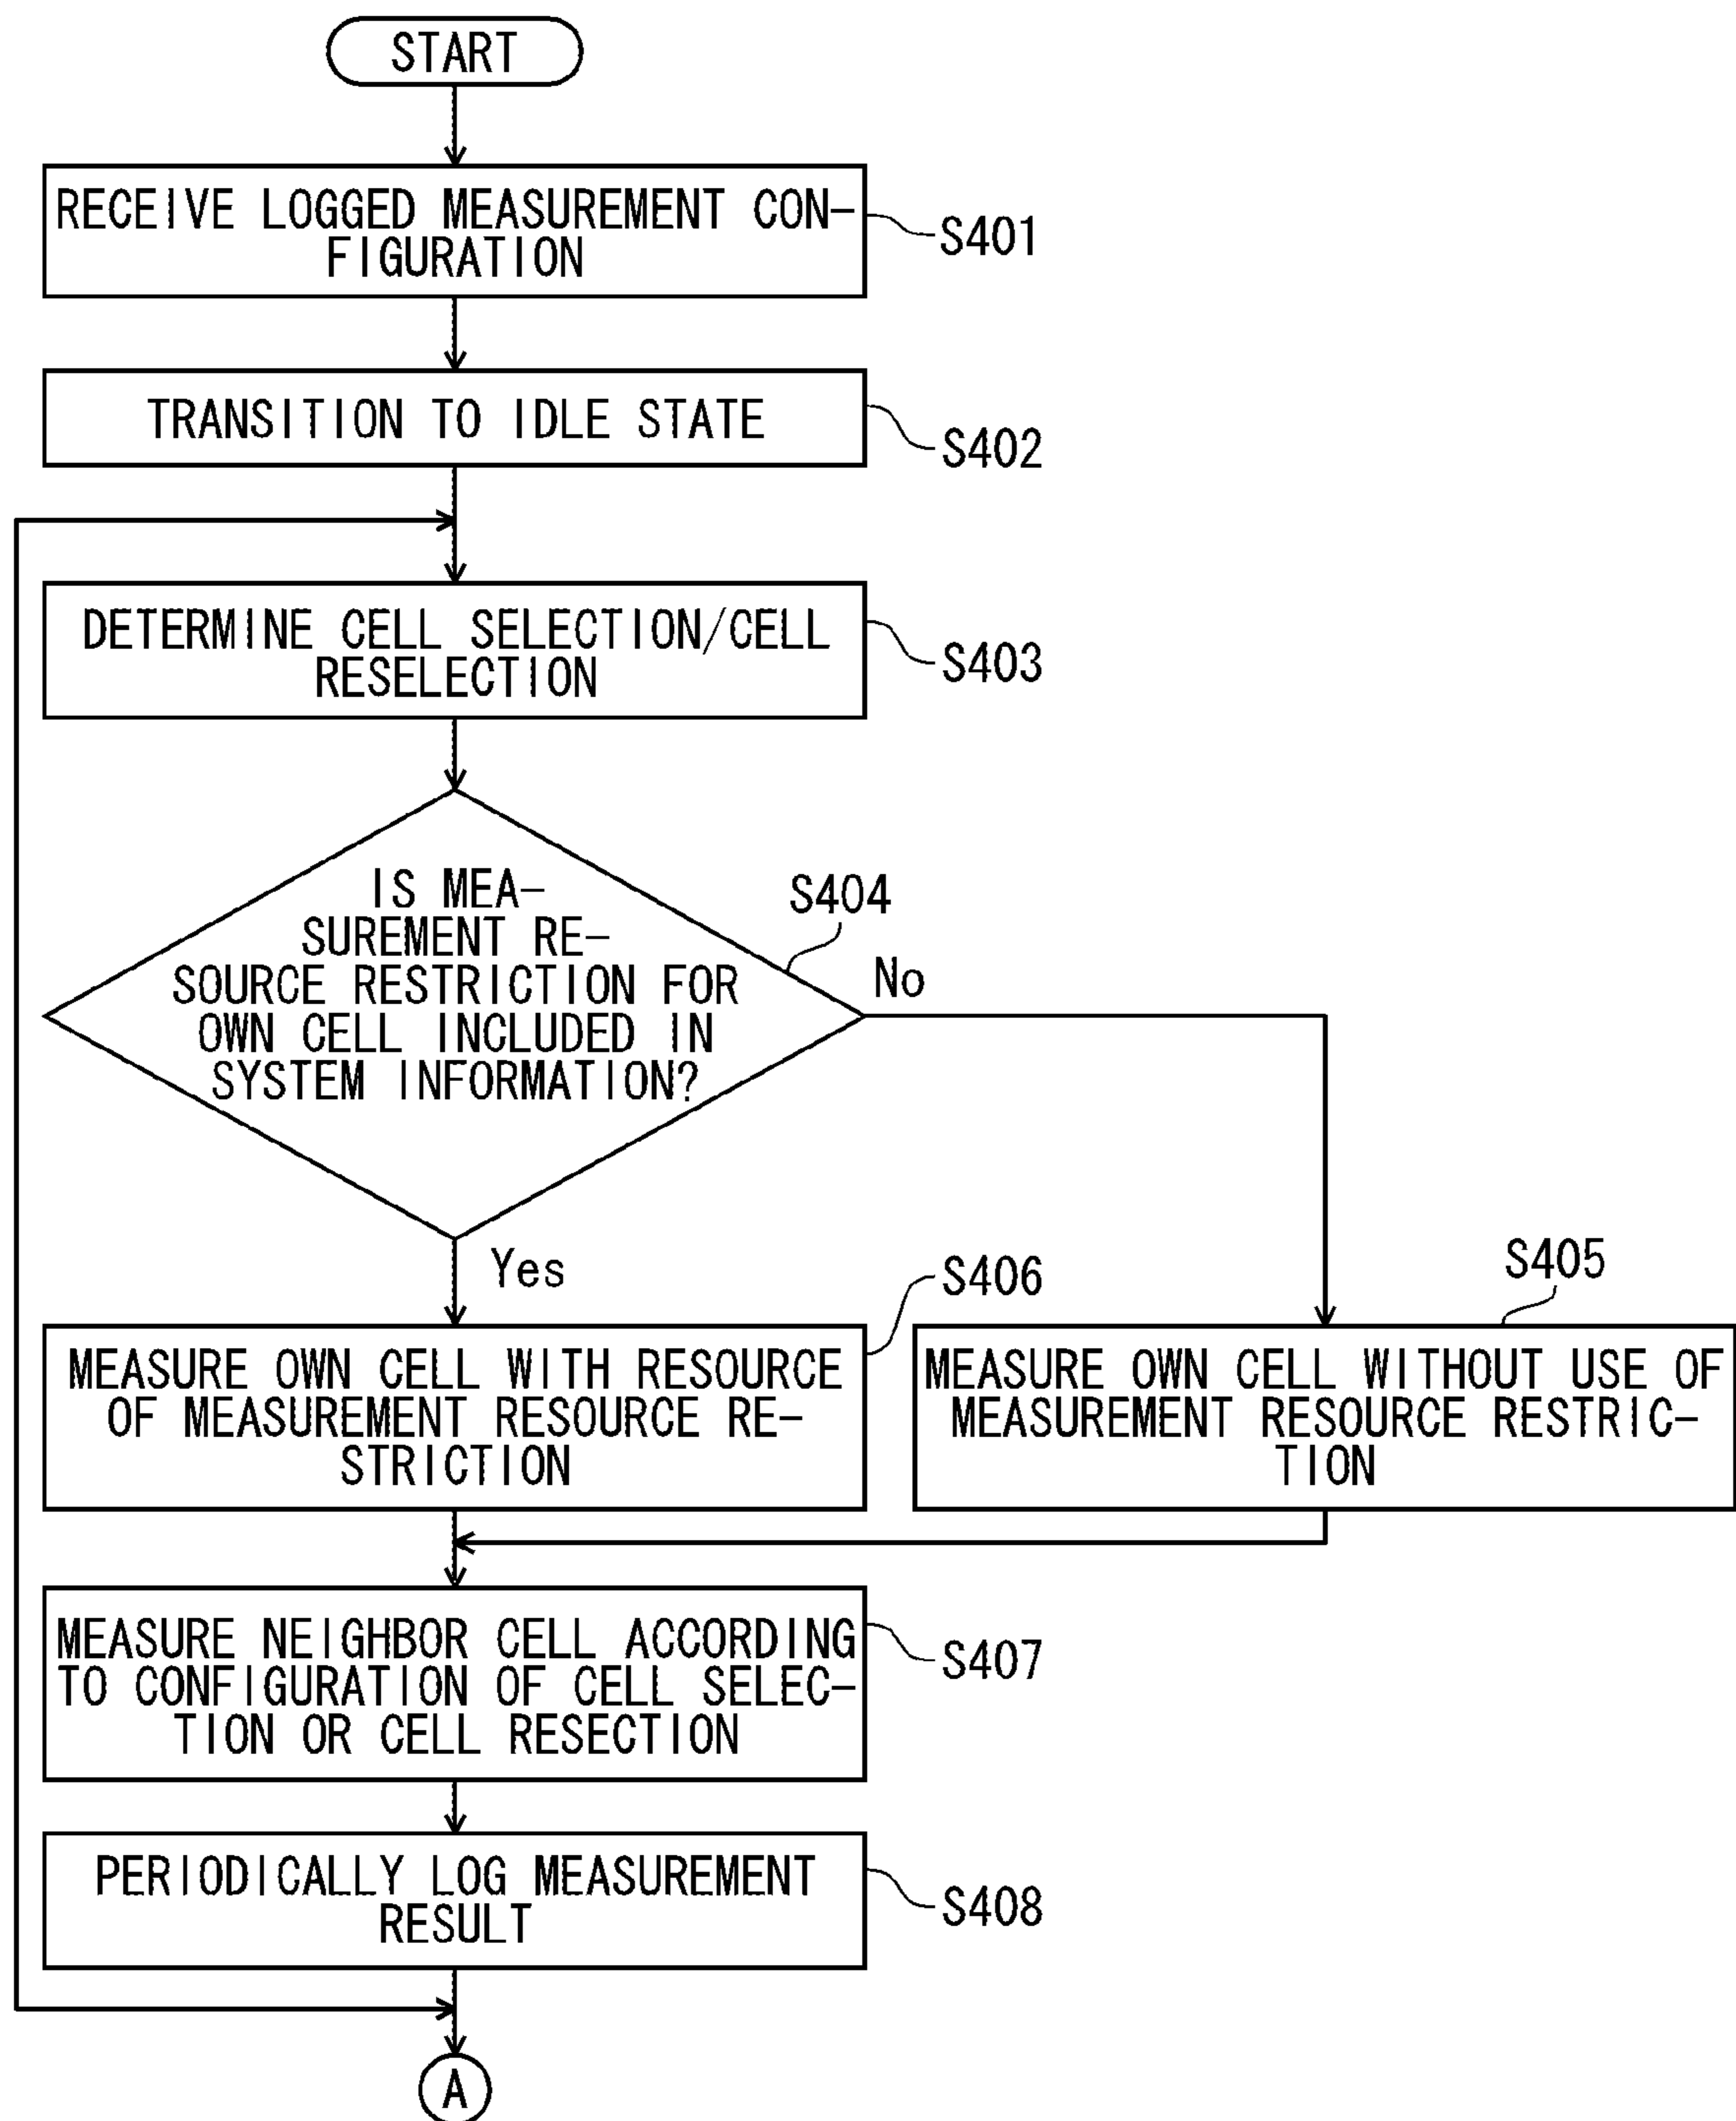 START
RECEIVE LOGGED MEASUREMENT CON-
FIGURATION
S401
TRANSITION TO IDLE STATE
S402
DETERMINE CELL SELECTION/CELL
RESELECTION
S403
IS MEA-
SUREMENT RE-
SOURCE RESTRICTION FOR
OWN CELL INCLUDED IN
SYSTEM INFORMATION?
S404
No
Yes
S406
S405
MEASURE OWN CELL WITH RESOURCE
OF MEASUREMENT RESOURCE RE-
STRICTION
MEASURE OWN CELL WITHOUT USE OF
MEASUREMENT RESOURCE RESTRIC-
TION
MEASURE NEIGHBOR CELL ACCORDING
TO CONFIGURATION OF CELL SELEC-
TION OR CELL RESECTION
S407
PERIODICALLY LOG MEASUREMENT
RESULT
S408
A